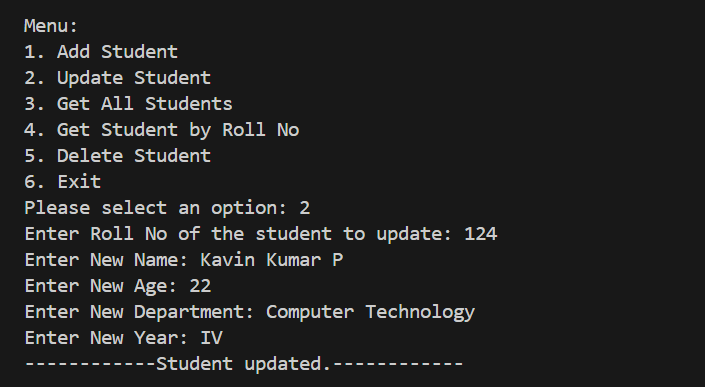 Menu:
1. Add Student
2. Update Student
3. Get All Students
4. Get Student by Roll No
5. Delete Student
6. Exit
Please select an option: 2
Enter Roll No of the student to update: 124
Enter New Name: Kavin Kumar P
Enter New Age: 22
Enter New Department: Computer Technology
Enter New Year: IV
------------Student updated.------------